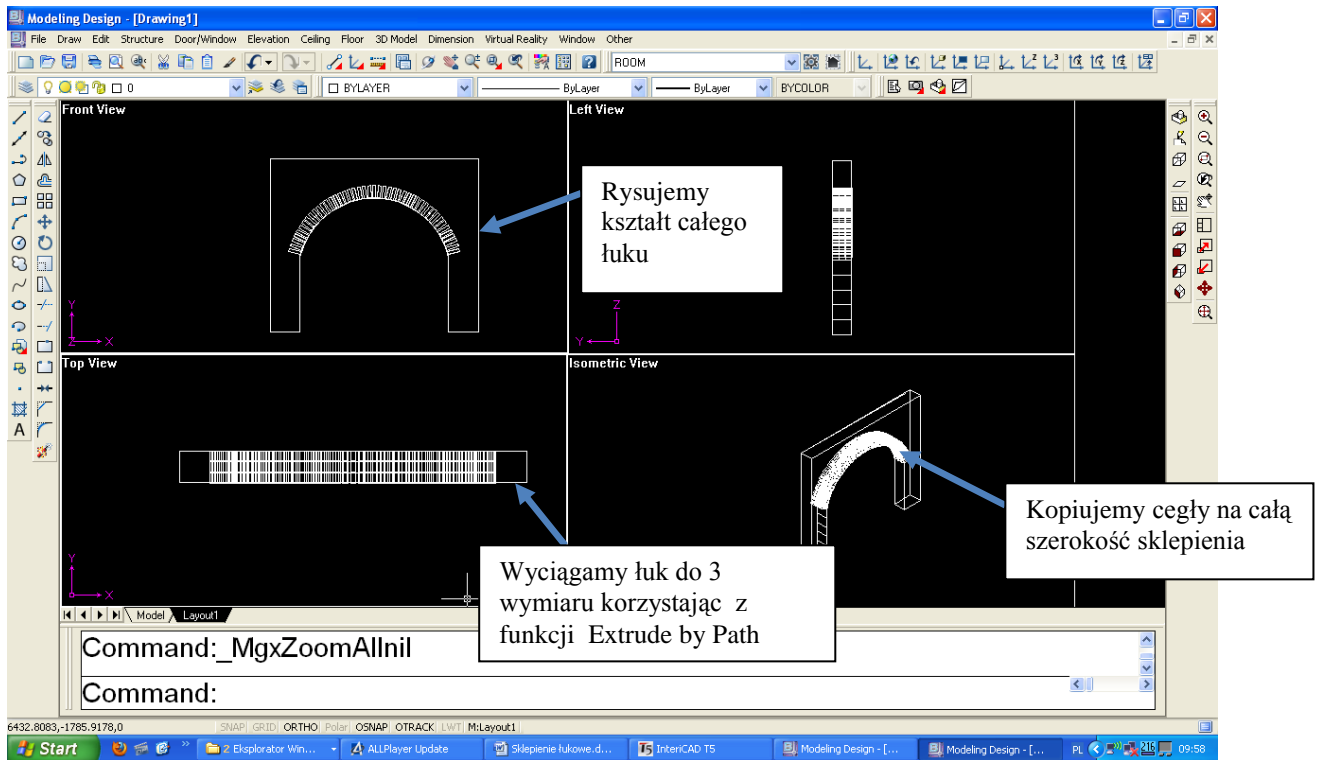 Modeling Design - [Drawing1]
File Draw Edit Structure Door/Window Elevation Ceiling Floor 3D Model Dimension Virtual Reality Window Other
ROOM
0 BYLAYER ByLayer ByLayer BYCOLOR
Front View
Left View
Rysujemy
kształt całego
łuku
Y
Z X
Z
Y
Top View
Isometric View
Kopiujemy cegły na całą
szerokość sklepienia
Wyciągamy łuk do 3
wymiaru korzystając z
funkcji Extrude by Path
Y
X
Model Layout1
Command:_MgxZoomAllnil
Command:
6432.8083,-1785.9178,0 SNAP GRID ORTHO Polar OSNAP OTRACK LWT M:Layout1
Start 2 Eksplorator Win... ALLPlayer Update Sklepienie łukowe.d... InteriCAD T5 Modeling Design - [... Modeling Design - [... PL 216 09:58